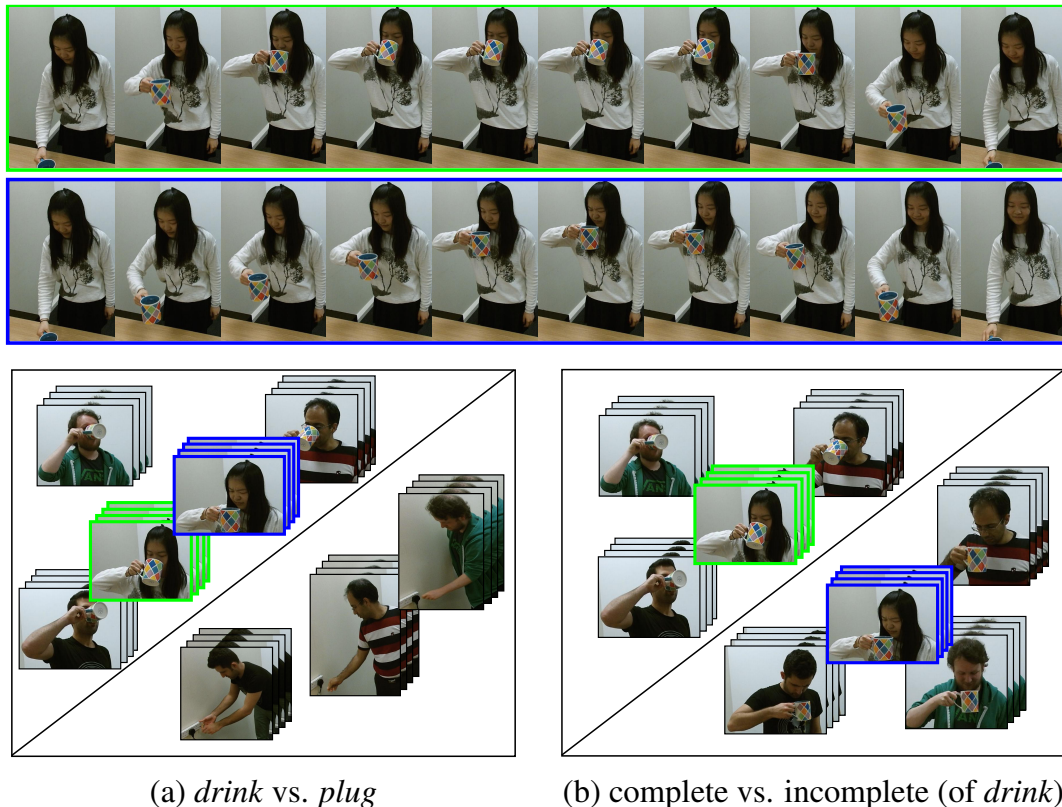 (a) drink vs. plug
(b) complete vs. incomplete (of drink)